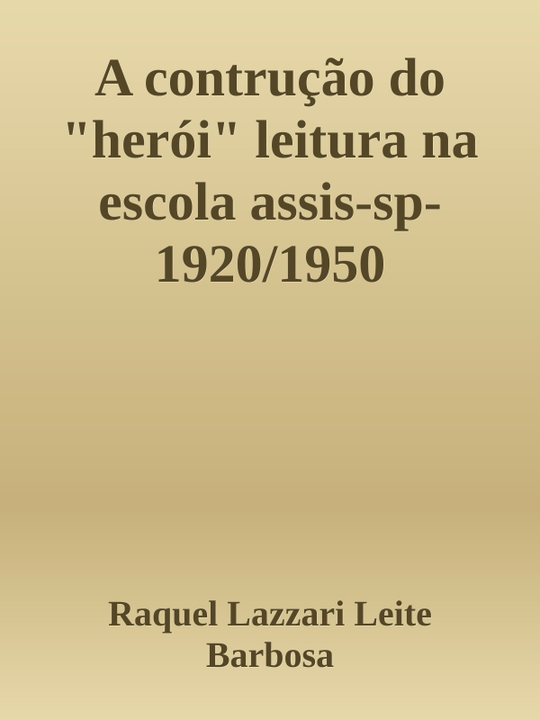 A contrução do
"herói" leitura na
escola assis-sp-
1920/1950
Raquel Lazzari Leite
Barbosa